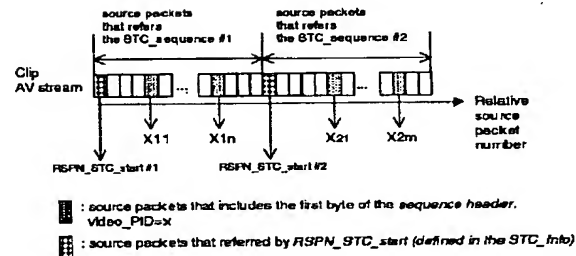 source packets that refers the STC_sequence #1
source packets that refers the STC_sequence #2
Clip AV stream
...
...
X11
X1n
X21
X2m
Relative source packet number
RSPN_STC_start #1
RSPN_STC_start #2
: source packets that includes the first byte of the sequence header.
video_PID=x
: source packets that referred by RSPN_STC_start (defined in the STC_Info)